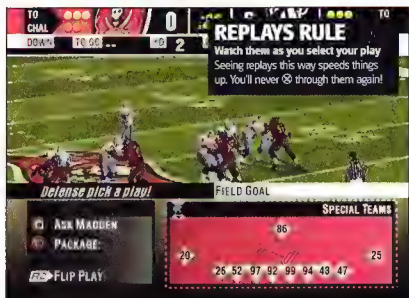 TO
CHAL
0
TO
DOWN TO GO -- 2
REPLAYS RULE
Watch them as you select your play
Seeing replays this way speeds things
up. You'll never ⊗ through them again!
Defense pick a play!
FIELD GOAL
SPECIAL TEAMS
ASK MADDEN
PACKAGE
FLIP PLAY
86
20 25
26 52 97 92 99 94 43 47